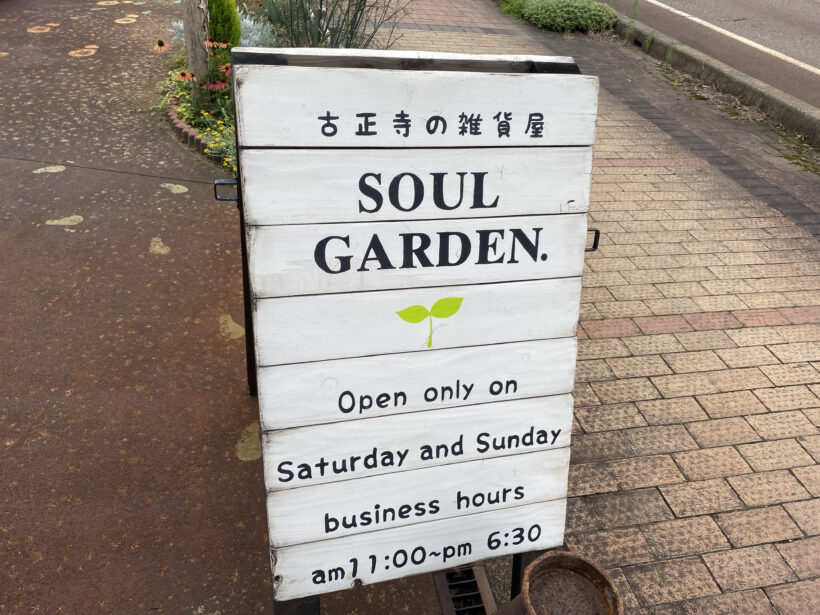 古正寺の雑貨屋
SOUL
GARDEN.
Open only on
Saturday and Sunday
business hours
am11:00~pm 6:30